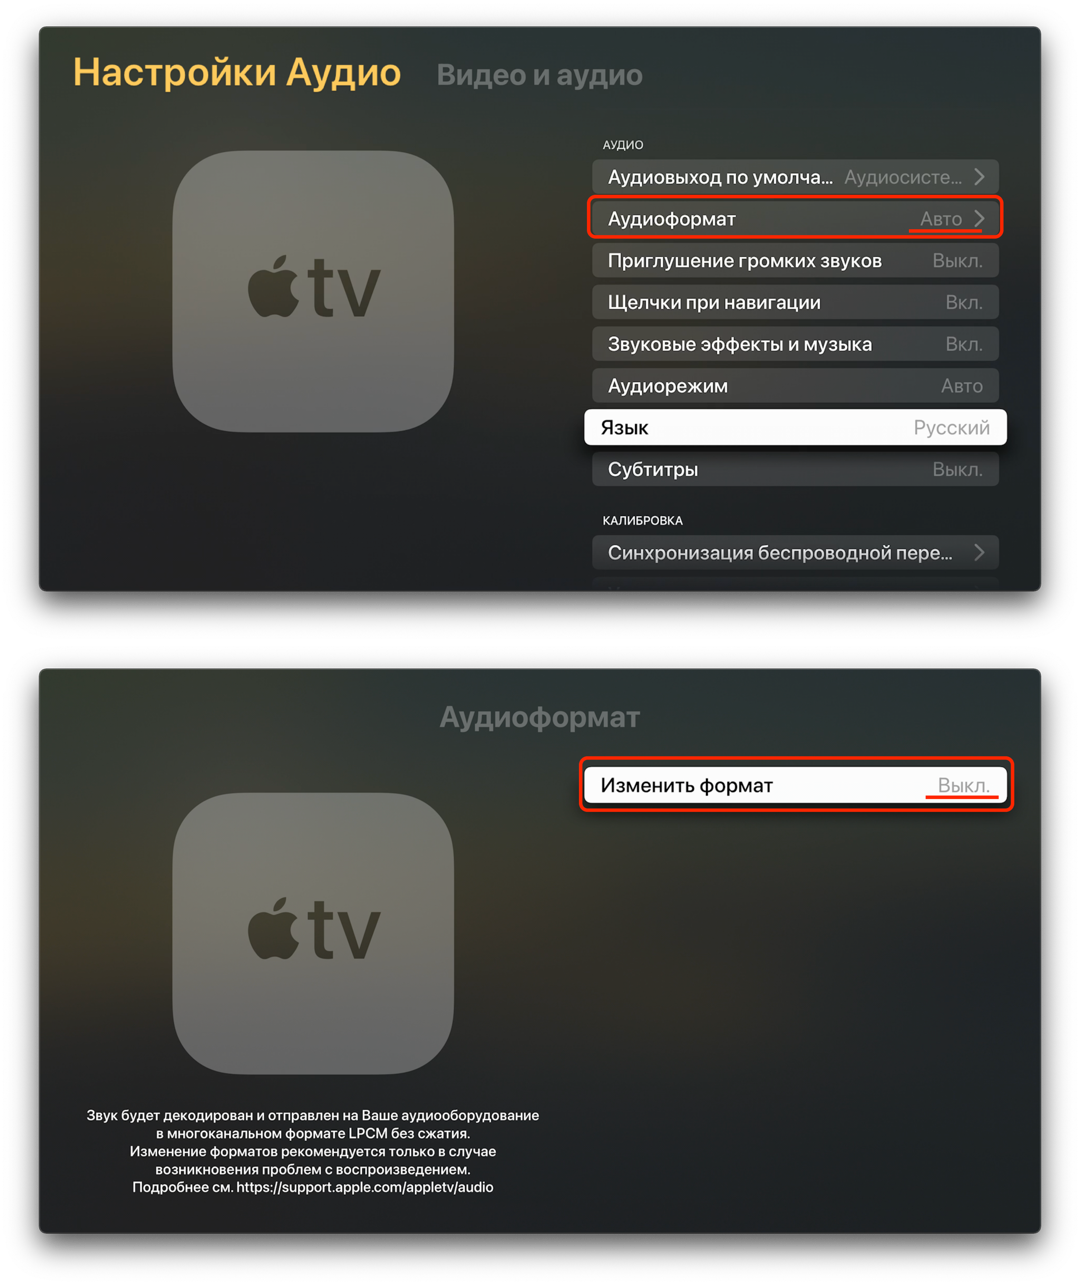 Настройки Аудио Видео и аудио
АУДИО
Аудиовыход по умолча... Аудиосисте...
Аудиоформат Авто
Приглушение громких звуков Выкл.
Щелчки при навигации Вкл.
Звуковые эффекты и музыка Вкл.
Аудиорежим Авто
Язык Русский
Субтитры Выкл.
КАЛИБРОВКА
Синхронизация беспроводной пере...
tv
Аудиоформат
Изменить формат Выкл.
tv
Звук будет декодирован и отправлен на Ваше аудиооборудование
в многоканальном формате LPCM без сжатия.
Изменение форматов рекомендуется только в случае
возникновения проблем с воспроизведением.
Подробнее см. https://support.apple.com/appletv/audio